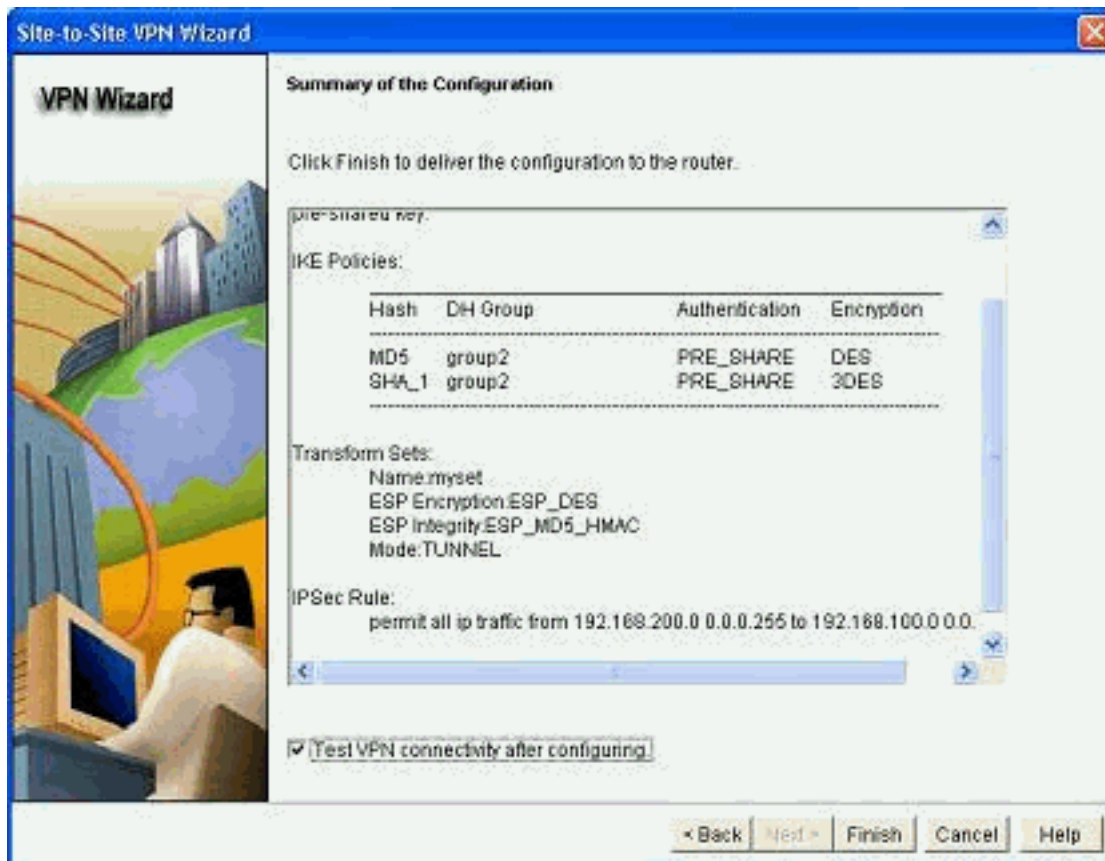 Site-to-Site VPN Wizard
VPN Wizard
Summary of the Configuration
Click Finish to deliver the configuration to the router.
pre-shared key.
IKE Policies:
Hash DH Group Authentication Encryption
MD5 group2 PRE_SHARE DES
SHA_1 group2 PRE_SHARE 3DES
Transform Sets:
Name:myset
ESP Encryption:ESP_DES
ESP Integrity:ESP_MD5_HMAC
Mode:TUNNEL
IPSec Rule:
permit all ip traffic from 192.168.200.0 0.0.0.255 to 192.168.100.0 0.0.
Test VPN connectivity after configuring.
< Back Next > Finish Cancel Help